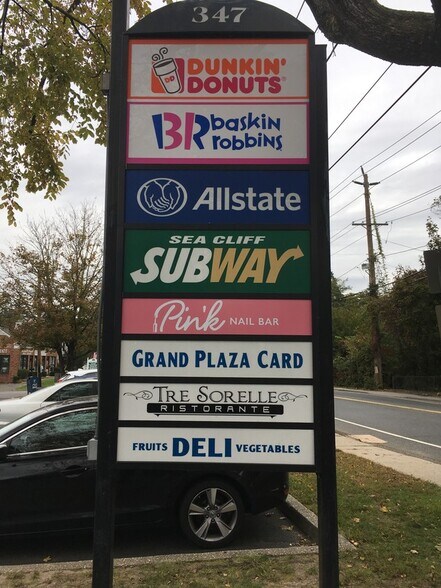 347
DUNKIN'
DONUTS
DD
BR baskin
robbins
Allstate
SEA CLIFF
SUBWAY
Pink NAIL BAR
GRAND PLAZA CARD
TRE SORELLE
RISTORANTE
FRUITS DELI VEGETABLES